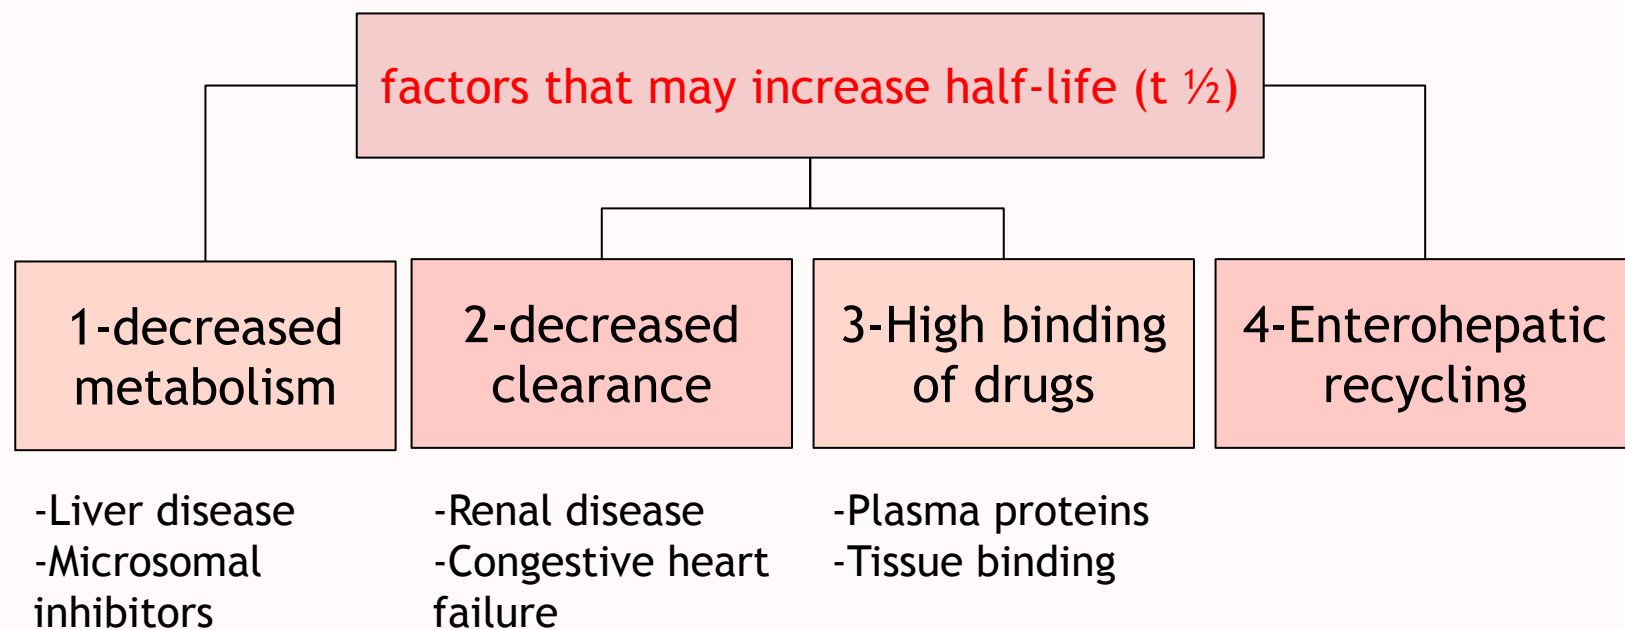 factors that may increase half-life (t ½)
1-decreased
metabolism
2-decreased
clearance
3-High binding
of drugs
4-Enterohepatic
recycling
-Liver disease
-Microsomal
inhibitors
-Renal disease
-Congestive heart
failure
-Plasma proteins
-Tissue binding